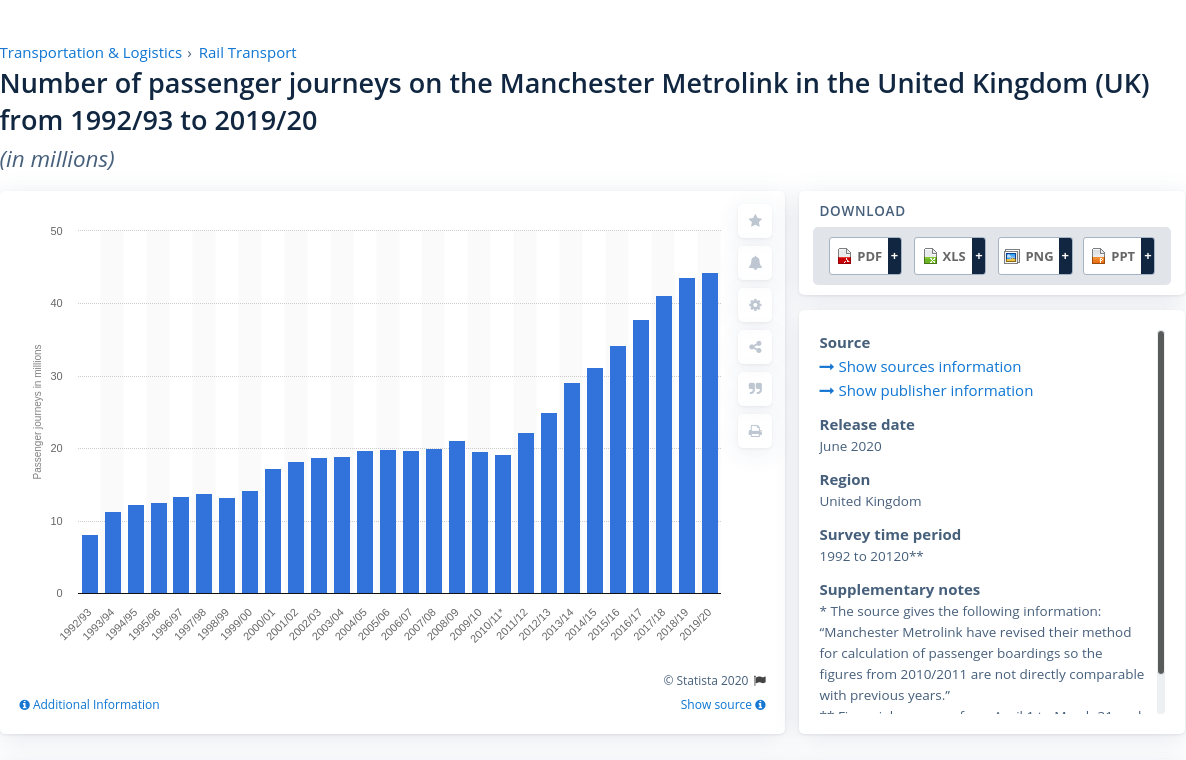 Transportation & Logistics › Rail Transport
Number of passenger journeys on the Manchester Metrolink in the United Kingdom (UK)
from 1992/93 to 2019/20
(in millions)
50
40
30
20
10
0
Passenger journeys in millions
1992/93
1993/94
1994/95
1995/96
1996/97
1997/98
1998/99
1999/00
2000/01
2001/02
2002/03
2003/04
2004/05
2005/06
2006/07
2007/08
2008/09
2009/10
2010/11*
2011/12
2012/13
2013/14
2014/15
2015/16
2016/17
2017/18
2018/19
2019/20
© Statista 2020
Additional Information
Show source
DOWNLOAD
PDF + XLS + PNG + PPT +
Source
Show sources information
Show publisher information
Release date
June 2020
Region
United Kingdom
Survey time period
1992 to 20120**
Supplementary notes
* The source gives the following information:
“Manchester Metrolink have revised their method
for calculation of passenger boardings so the
figures from 2010/2011 are not directly comparable
with previous years.”